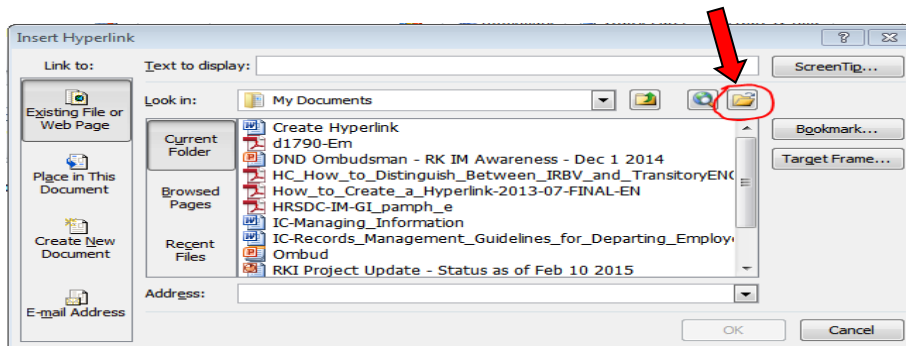 Insert Hyperlink
Link to:
Text to display:
ScreenTip...
Existing File or
Web Page
Look in:
My Documents
Current
Folder
Create Hyperlink
d1790-Em
DND Ombudsman - RK IM Awareness - Dec 1 2014
HC_How_to_Distinguish_Between_IRBV_and_TransitoryENG
How_to_Create_a_Hyperlink-2013-07-FINAL-EN
HRSDC-IM-GI_pamph_e
IC-Managing_Information
IC-Records_Management_Guidelines_for_Departing_Employ
Ombud
RKI Project Update - Status as of Feb 10 2015
Bookmark...
Target Frame...
Place in This
Document
Browsed
Pages
Create New
Document
Recent
Files
E-mail Address
Address:
OK
Cancel